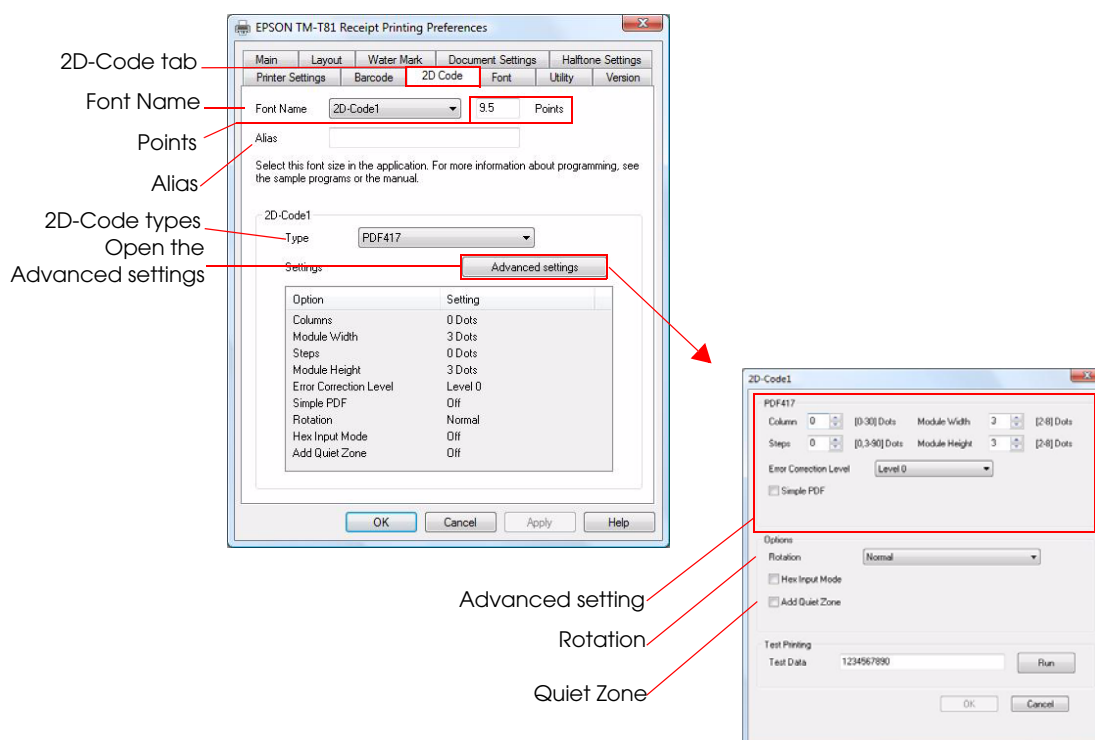 EPSON TM-T81 Receipt Printing Preferences
Main Layout Water Mark Document Settings Halftone Settings
Printer Settings Barcode 2D Code Font Utility Version
Font Name 2D-Code1 9.5 Points
Alias
Select this font size in the application. For more information about programming, see
the sample programs or the manual.
2D-Code1
Type PDF417
Settings Advanced settings
Option Setting
Columns 0 Dots
Module Width 3 Dots
Steps 0 Dots
Module Height 3 Dots
Error Correction Level Level 0
Simple PDF Off
Rotation Normal
Hex Input Mode Off
Add Quiet Zone Off
OK Cancel Apply Help
2D-Code tab
Font Name
Points
Alias
2D-Code types
Open the
Advanced settings
2D-Code1
PDF417
Column 0 [0-30] Dots Module Width 3 [2-8] Dots
Steps 0 [0,3-90] Dots Module Height 3 [2-8] Dots
Error Correction Level Level 0
Simple PDF
Options
Rotation Normal
Hex Input Mode
Add Quiet Zone
Test Printing
Test Data 1234567890 Run
OK Cancel
Advanced setting
Rotation
Quiet Zone